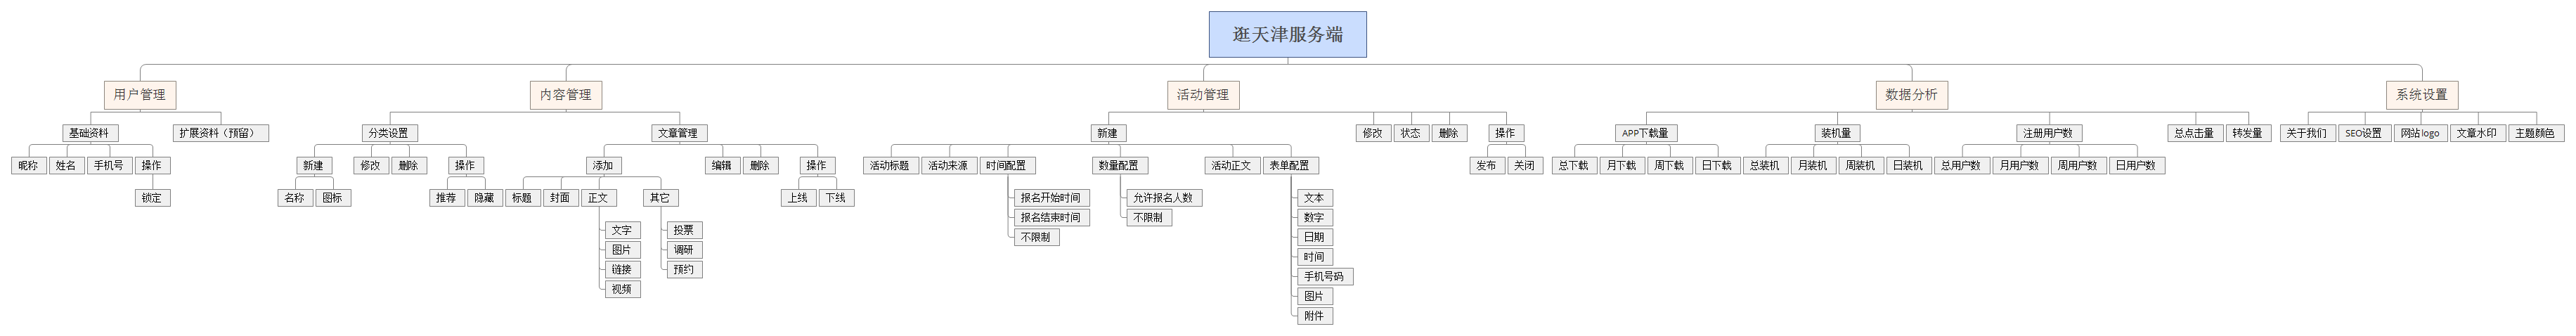 逛天津服务端
用户管理
内容管理
活动管理
数据分析
系统设置
基础资料
扩展资料（预留）
分类设置
文章管理
新建
修改
状态
删除
操作
APP下载量
装机量
注册用户数
总点击量
转发量
关于我们
SEO设置
网站logo
文章水印
主题颜色
昵称
姓名
手机号
操作
新建
修改
删除
操作
添加
编辑
删除
操作
活动标题
活动来源
时间配置
数量配置
活动正文
表单配置
发布
关闭
总下载
月下载
周下载
日下载
总装机
月装机
周装机
日装机
总用户数
月用户数
周用户数
日用户数
锁定
名称
图标
推荐
隐藏
标题
封面
正文
其它
上线
下线
报名开始时间
报名结束时间
不限制
允许报名人数
不限制
文本
数字
日期
时间
手机号码
图片
附件
文字
图片
链接
视频
投票
调研
预约